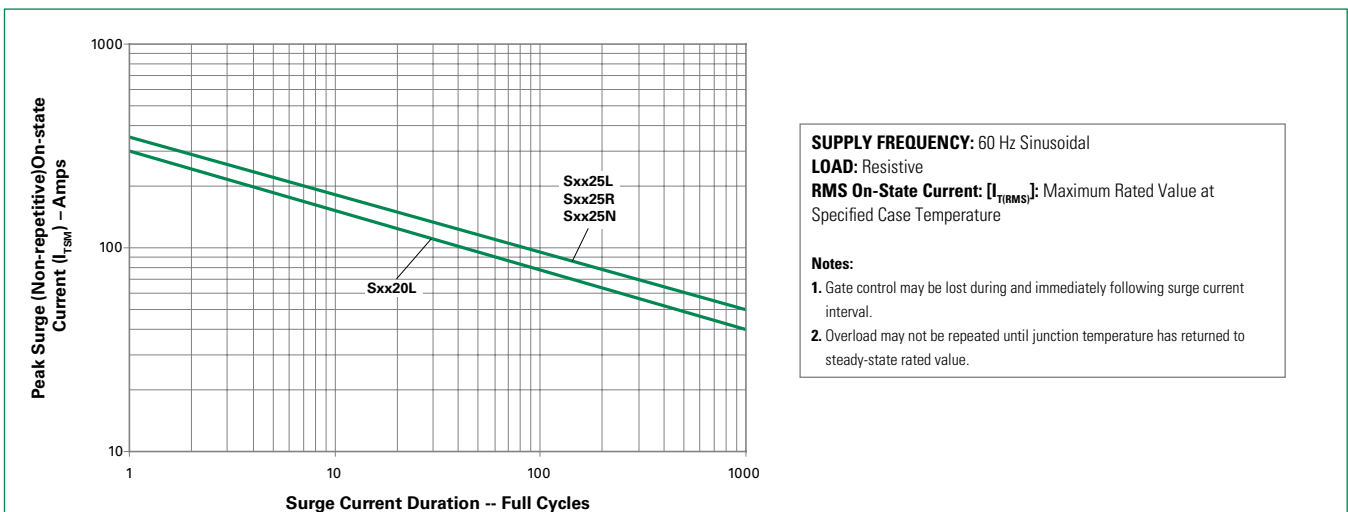 1000
100
10
1
10
100
1000
Peak Surge (Non-repetitive)On-state
Current (I_TSM) – Amps
Surge Current Duration -- Full Cycles
Sxx25L
Sxx25R
Sxx25N
Sxx20L
SUPPLY FREQUENCY: 60 Hz Sinusoidal
LOAD: Resistive
RMS On-State Current: [I_T(RMS)]: Maximum Rated Value at
Specified Case Temperature
Notes:
1. Gate control may be lost during and immediately following surge current
interval.
2. Overload may not be repeated until junction temperature has returned to
steady-state rated value.